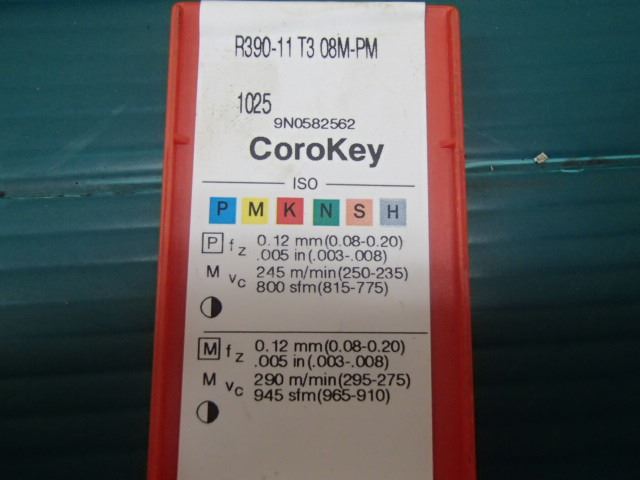 R390-11 T3 08M-PM
1025
9N0582562
CoroKey
ISO
P M K N S H
P fz 0.12 mm(0.08-0.20)
.005 in(.003-.008)
M vc 245 m/min(250-235)
800 sfm(815-775)
M fz 0.12 mm(0.08-0.20)
.005 in(.003-.008)
M vc 290 m/min(295-275)
945 sfm(965-910)